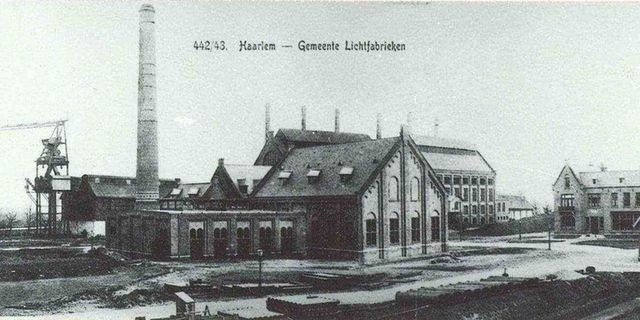 442/43. Haarlem — Gemeente Lichtfabrieken